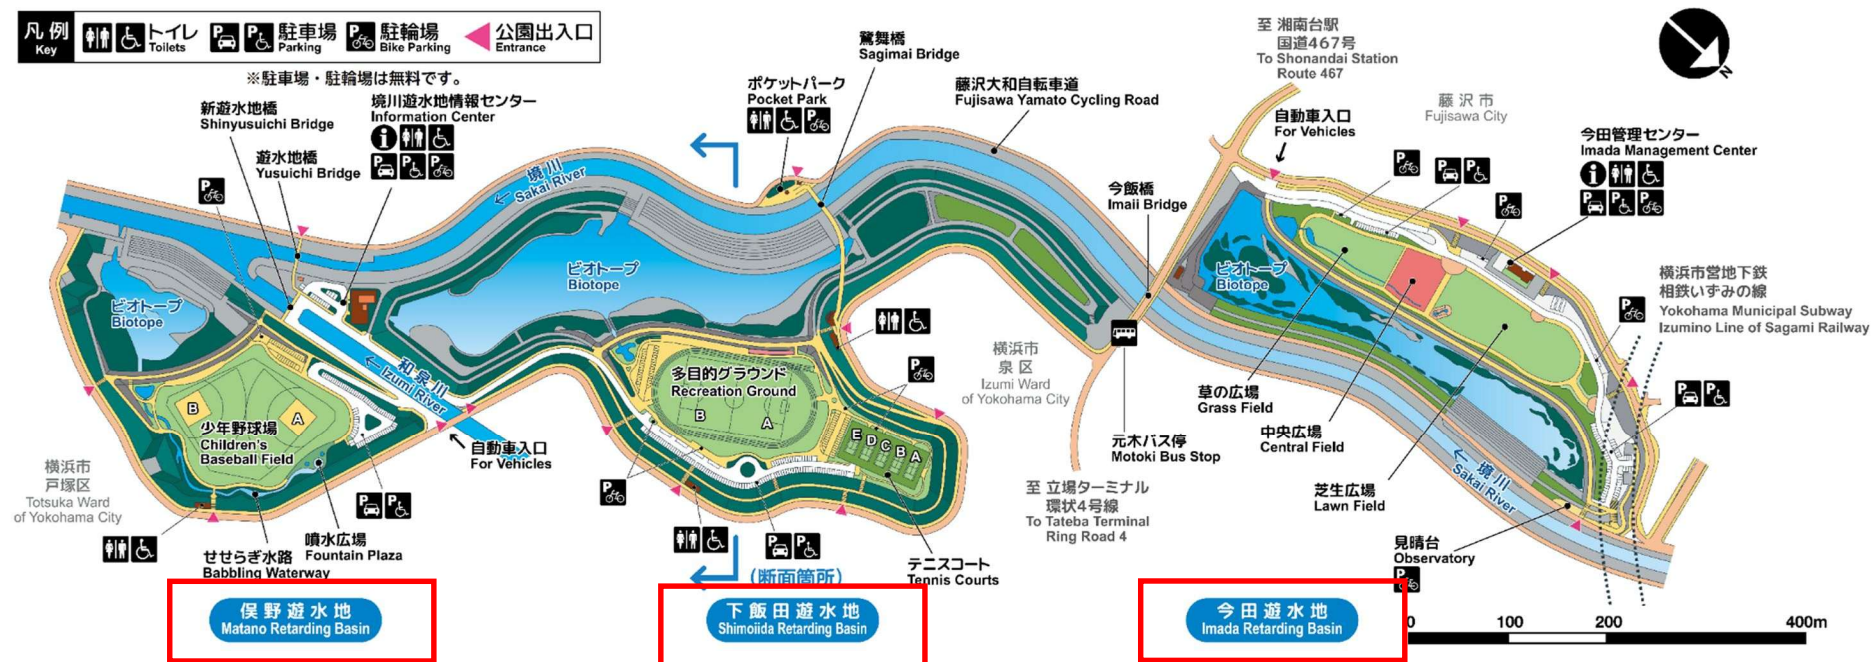 凡例
Key
トイレ
Toilets
駐車場
Parking
駐輪場
Bike Parking
公園出入口
Entrance
※駐車場・駐輪場は無料です。
新遊水地橋
Shinyusuichi Bridge
遊水地橋
Yusuichi Bridge
境川遊水地情報センター
Information Center
ポケットパーク
Pocket Park
鷺舞橋
Sagimai Bridge
藤沢大和自転車道
Fujisawa Yamato Cycling Road
至 湘南台駅
国道467号
To Shonandai Station
Route 467
自動車入口
For Vehicles
藤沢市
Fujisawa City
今田管理センター
Imada Management Center
N
境川
Sakai River
今飯橋
Imaii Bridge
横浜市営地下鉄
相鉄いずみの線
Yokohama Municipal Subway
Izumino Line of Sagami Railway
ビオトープ
Biotope
ビオトープ
Biotope
ビオトープ
Biotope
和泉川
Izumi River
多目的グラウンド
Recreation Ground
B
A
横浜市
泉区
Izumi Ward
of Yokohama City
草の広場
Grass Field
中央広場
Central Field
芝生広場
Lawn Field
B
A
少年野球場
Children's
Baseball Field
自動車入口
For Vehicles
E D C B A
元木バス停
Motoki Bus Stop
境川
Sakai River
横浜市
戸塚区
Totsuka Ward
of Yokohama City
至 立場ターミナル
環状4号線
To Tateba Terminal
Ring Road 4
噴水広場
Fountain Plaza
せせらぎ水路
Babbling Waterway
(断面箇所)
テニスコート
Tennis Courts
見晴台
Observatory
俣野遊水地
Matano Retarding Basin
下飯田遊水地
Shimoiida Retarding Basin
今田遊水地
Imada Retarding Basin
0 100 200 400m